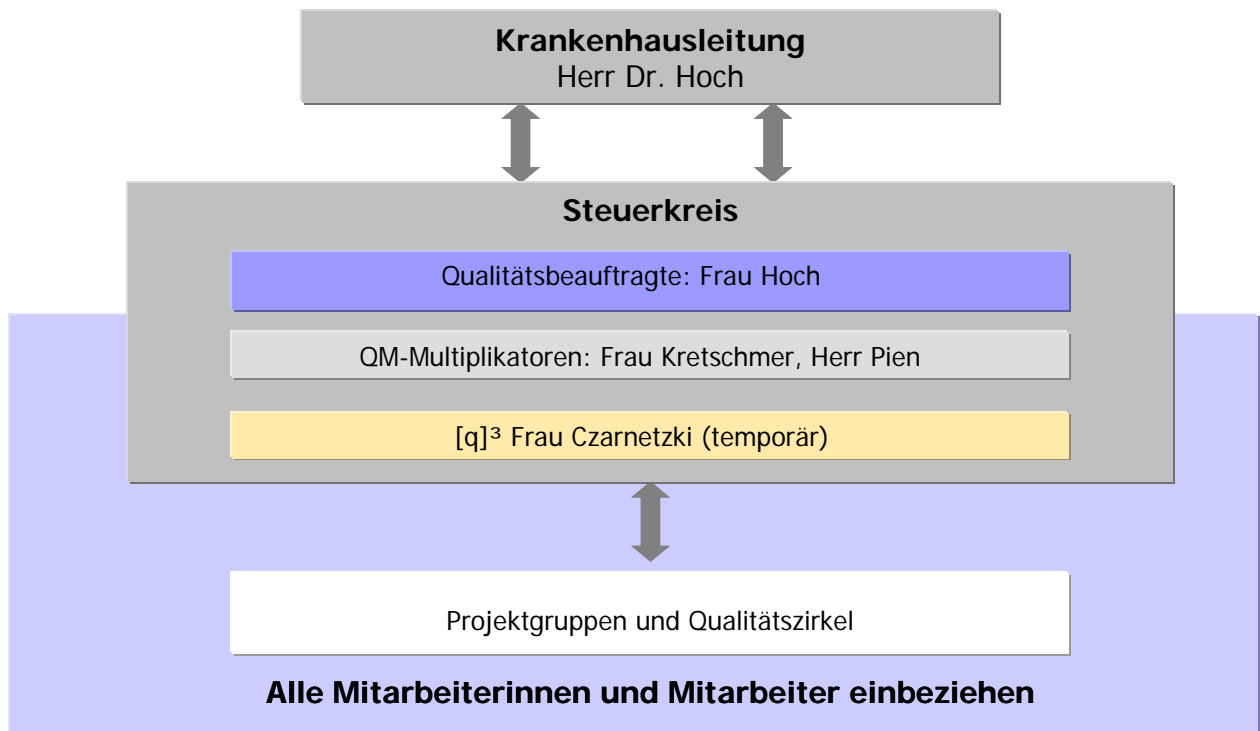 Krankenhausleitung
Herr Dr. Hoch
Steuerkreis
Qualitätsbeauftragte: Frau Hoch
QM-Multiplikatoren: Frau Kretschmer, Herr Pien
[q]³ Frau Czarnetzki (temporär)
Projektgruppen und Qualitätszirkel
Alle Mitarbeiterinnen und Mitarbeiter einbeziehen